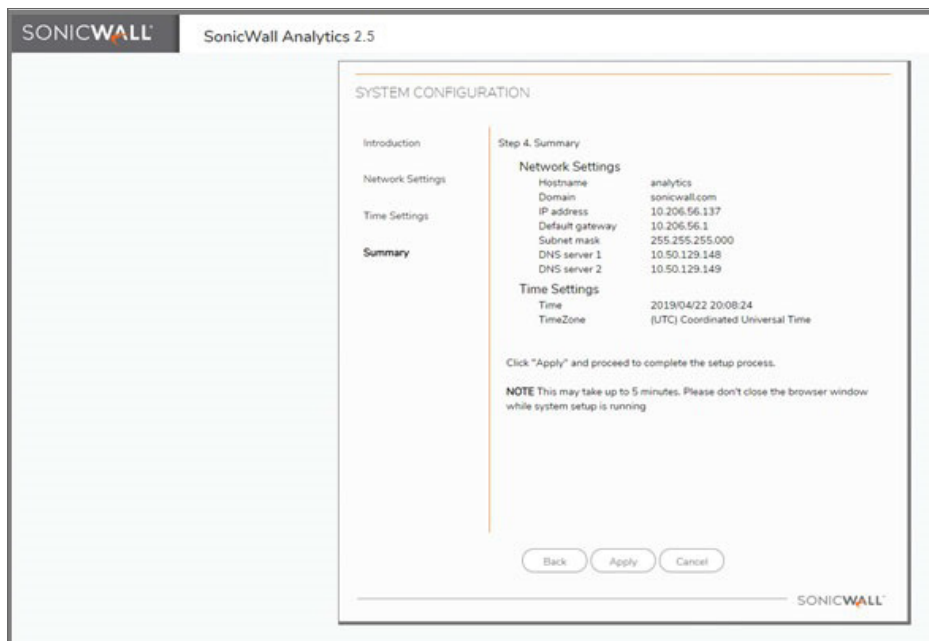 SONICWALL
SonicWall Analytics 2.5
SYSTEM CONFIGURATION
Introduction
Network Settings
Time Settings
Summary
Step 4. Summary
Network Settings
Hostname analytics
Domain sonicwall.com
IP address 10.206.56.137
Default gateway 10.206.56.1
Subnet mask 255.255.255.000
DNS server 1 10.50.129.148
DNS server 2 10.50.129.149
Time Settings
Time 2019/04/22 20:08:24
TimeZone (UTC) Coordinated Universal Time
Click "Apply" and proceed to complete the setup process.
NOTE This may take up to 5 minutes. Please don't close the browser window
while system setup is running
Back Apply Cancel
SONICWALL